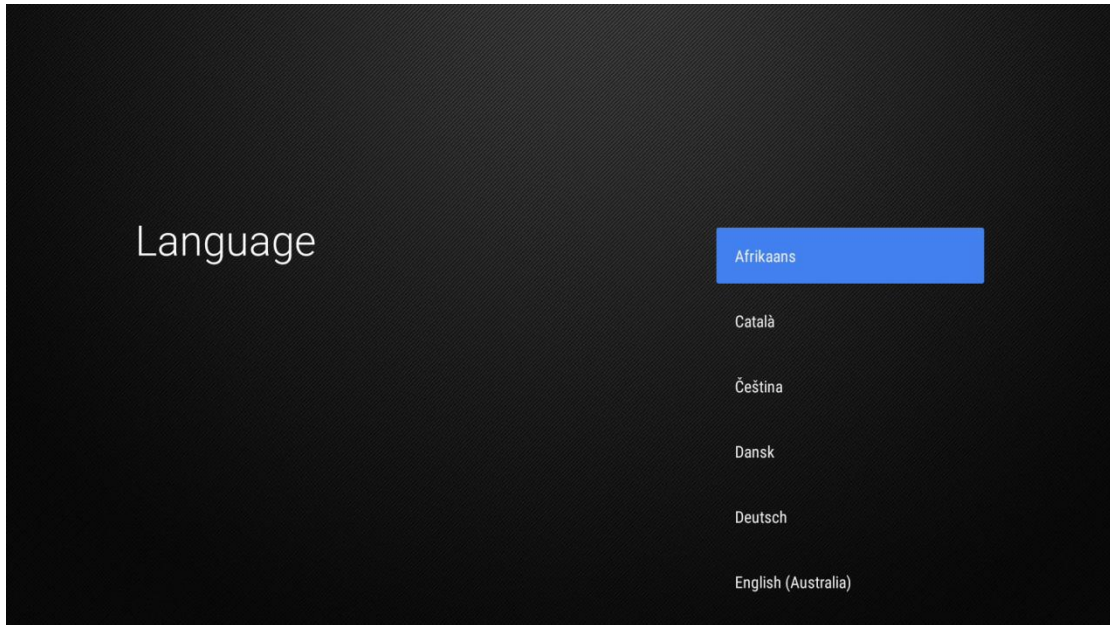 Language
Afrikaans
Català
Čeština
Dansk
Deutsch
English (Australia)